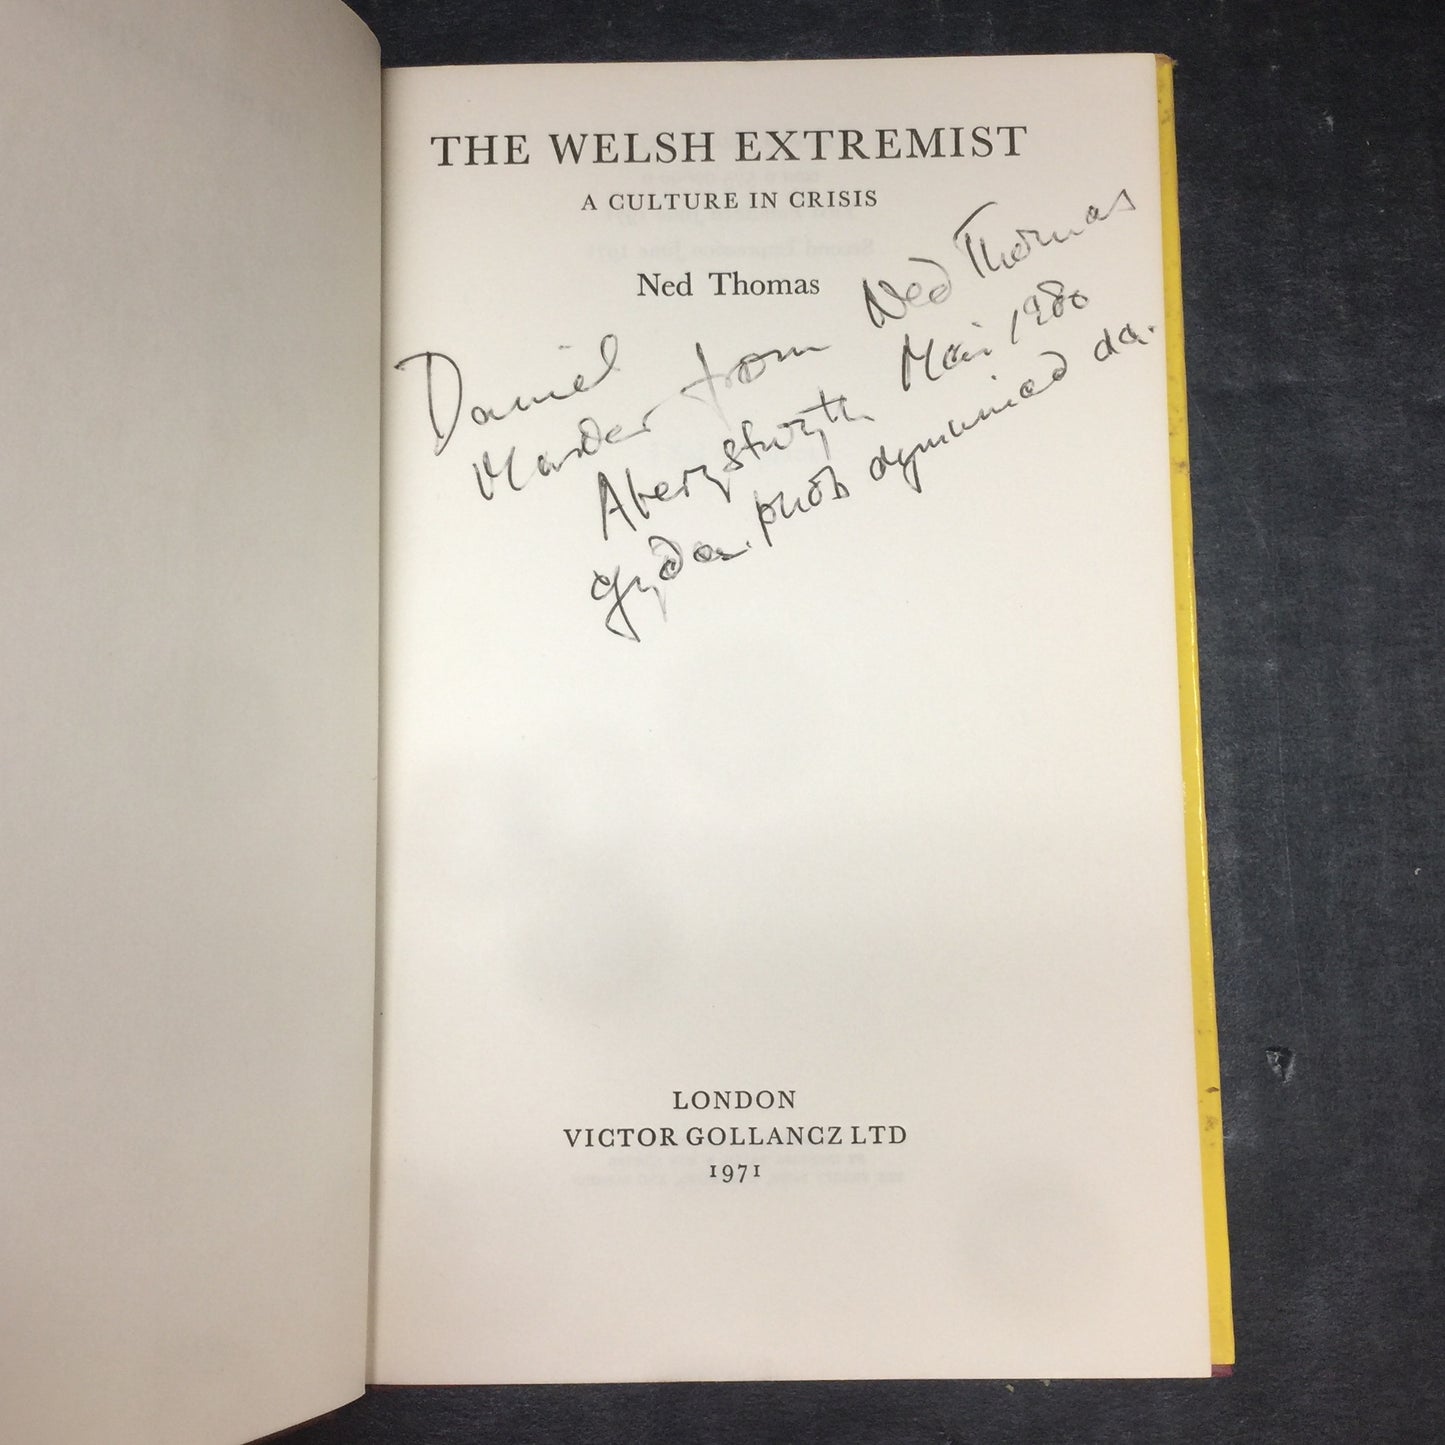 THE WELSH EXTREMIST
A CULTURE IN CRISIS
Ned Thomas
Daniel
from Ned Thomas
Aberystwyth Mai 1980
gyda phob dymuniad da.
LONDON
VICTOR GOLLANCZ LTD
1971